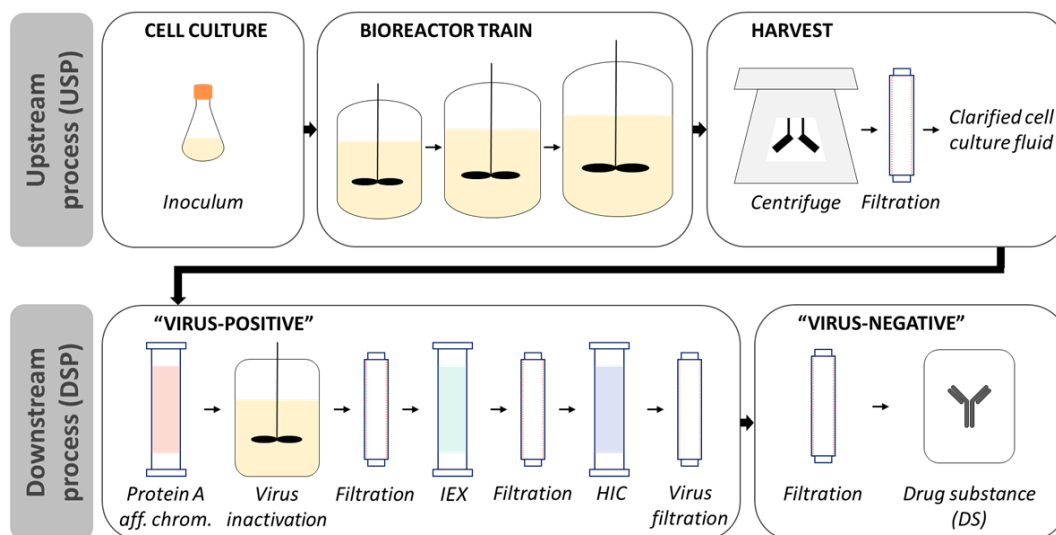 Upstream
process (USP)
CELL CULTURE
Inoculum
BIOREACTOR TRAIN
HARVEST
Centrifuge
Filtration
Clarified cell
culture fluid
Downstream
process (DSP)
“VIRUS-POSITIVE”
Protein A
aff. chrom.
Virus
inactivation
Filtration
IEX
Filtration
HIC
Virus
filtration
“VIRUS-NEGATIVE”
Filtration
Drug substance
(DS)